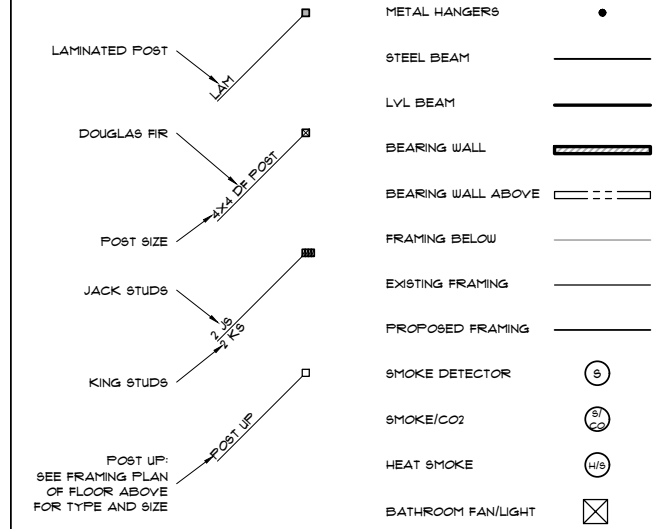 LAMINATED POST
LAM
DOUGLAS FIR
4X4 DF POST
POST SIZE
JACK STUDS
2 JS
2 KS
KING STUDS
POST UP
POST UP:
SEE FRAMING PLAN
OF FLOOR ABOVE
FOR TYPE AND SIZE
METAL HANGERS
STEEL BEAM
LVL BEAM
BEARING WALL
BEARING WALL ABOVE
FRAMING BELOW
EXISTING FRAMING
PROPOSED FRAMING
SMOKE DETECTOR
S
SMOKE/CO2
S/
CO
HEAT SMOKE
H/S
BATHROOM FAN/LIGHT